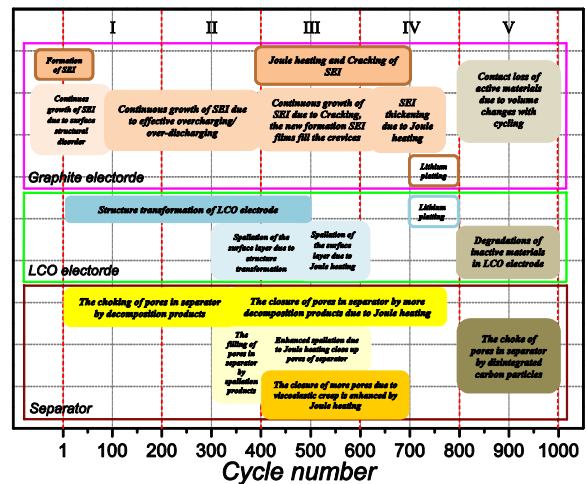 I II III IV V
Formation
of SEI
Joule heating and Cracking of
SEI
Continues
growth of SEI
due to surface
structural
disorder
Continuous growth of SEI due
to effective overcharging/
over-discharging
Continuous growth of
SEI due to Cracking,
the new formation SEI
films fill the crevices
SEI
thickening
due to Joule
heating
Contact loss of
active materials
due to volume
changes with
cycling
Lithium
platting
Graphite electorde
Structure transformation of LCO electrode
Lithium
platting
Spallation of the
surface layer due to
structure
transformation
Spallation of
the surface
layer due to
Joule heating
Degradations of
inactive materials
in LCO electrode
LCO electorde
The choking of pores in separator
by decomposition products
The closure of pores in separator by more
decomposition products due to Joule heating
The
filling of
pores in
separator by
spallation
products
Enhanced spallation due to
Joule heating close up
pores of separator
The closure of more pores due to
viscoelastic creep is enhanced by
Joule heating
The choke of
pores in separator
by disintegrated
carbon particles
Separator
1 100 200 300 400 500 600 700 800 900 1000
Cycle number